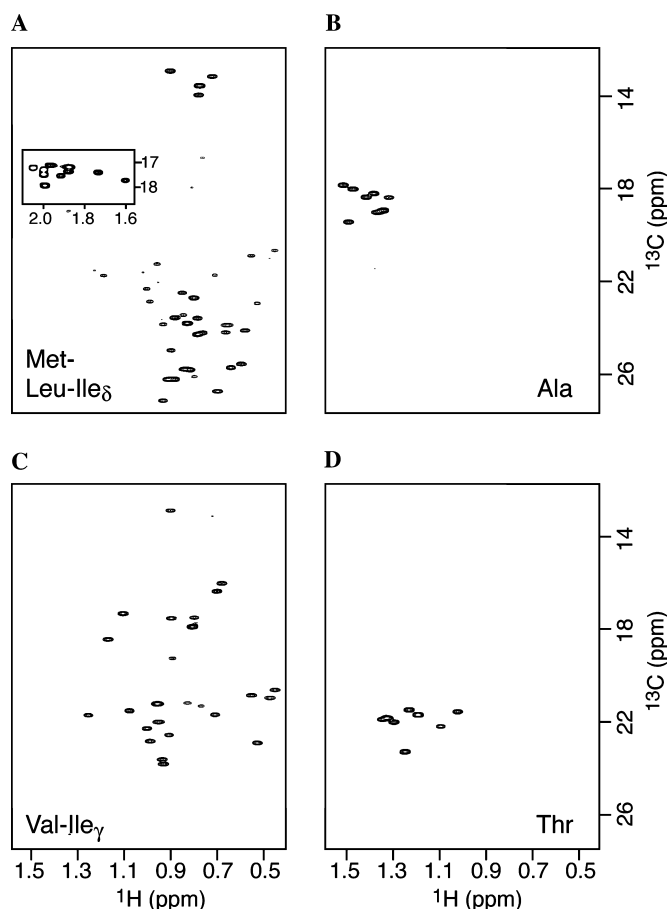 A
B
14
18
22
26
13C (ppm)
17
18
2.0 1.8 1.6
Met-
Leu-Ileδ
Ala
C
D
14
18
22
26
13C (ppm)
Val-Ileγ
Thr
1.5 1.3 1.1 0.9 0.7 0.5
1.5 1.3 1.1 0.9 0.7 0.5
1H (ppm)
1H (ppm)